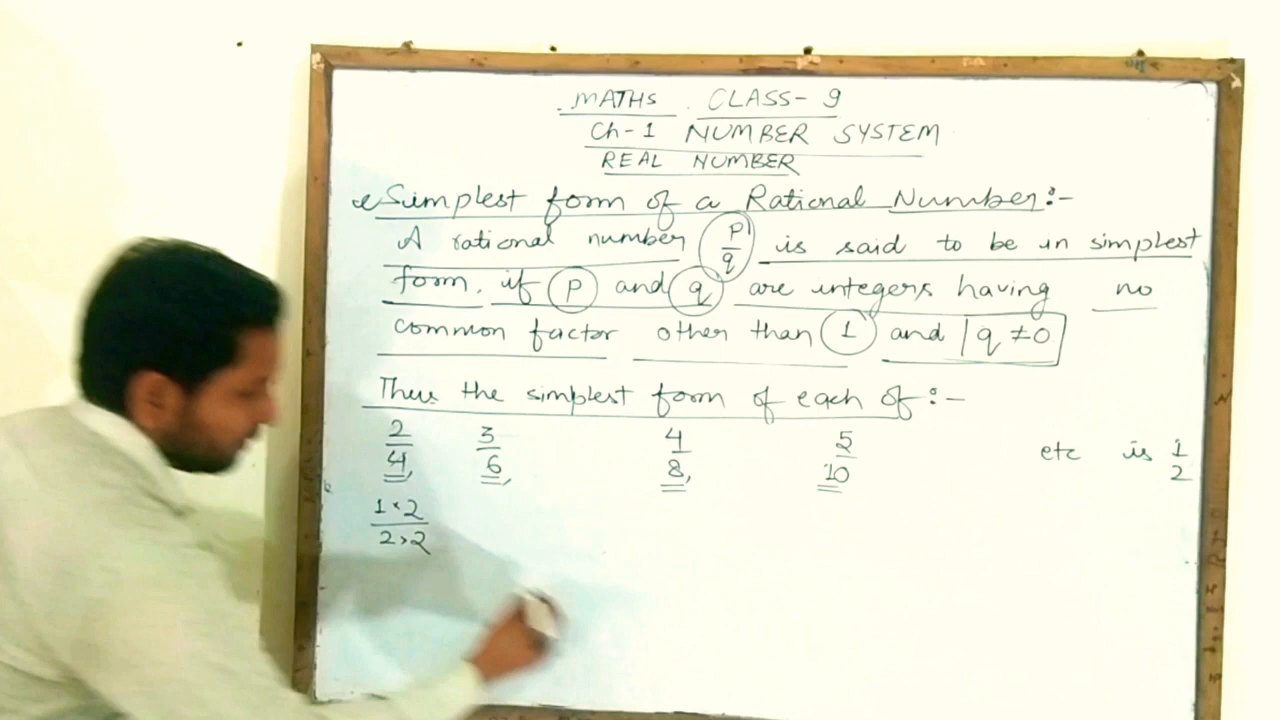 MATHS CLASS-9
Ch-1 NUMBER SYSTEM
REAL NUMBER
Simplest form of a Rational Number:-
A rational number p/q is said to be in simplest
form, if p and q are integers having no
common factor other than 1 and q ≠ 0
Thus the simplest form of each of:-
2/4, 3/6, 4/8, 5/10 etc is 1/2
1×2/2×2